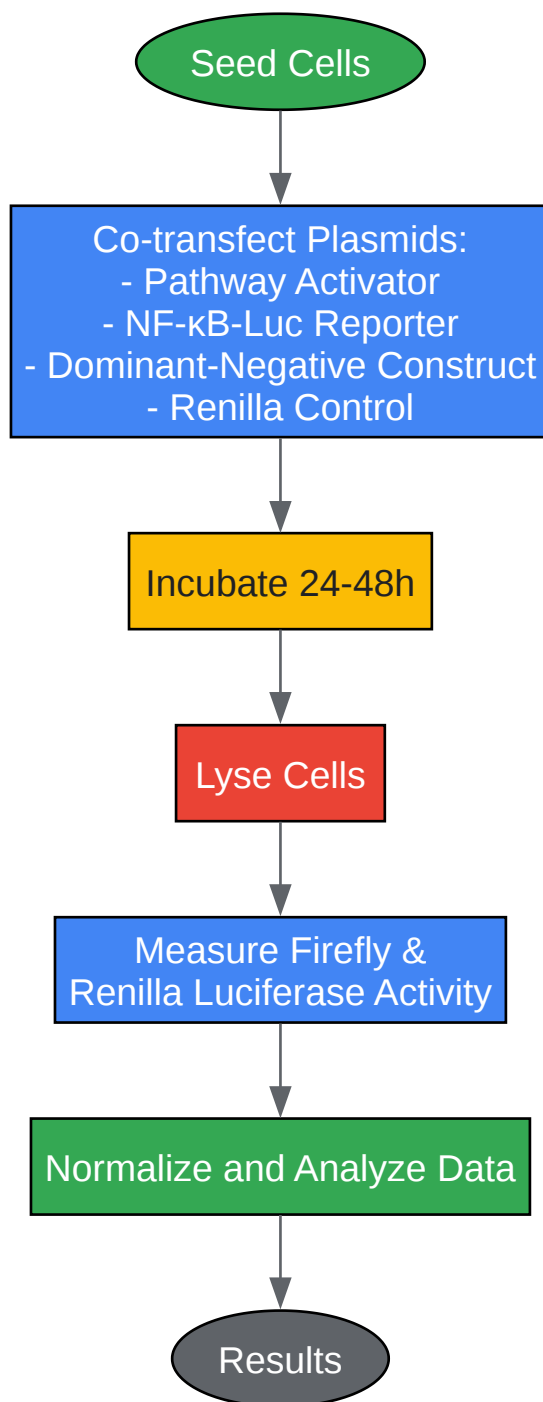 Seed Cells
Co-transfect Plasmids:
- Pathway Activator
- NF-κB-Luc Reporter
- Dominant-Negative Construct
- Renilla Control
Incubate 24-48h
Lyse Cells
Measure Firefly &
Renilla Luciferase Activity
Normalize and Analyze Data
Results